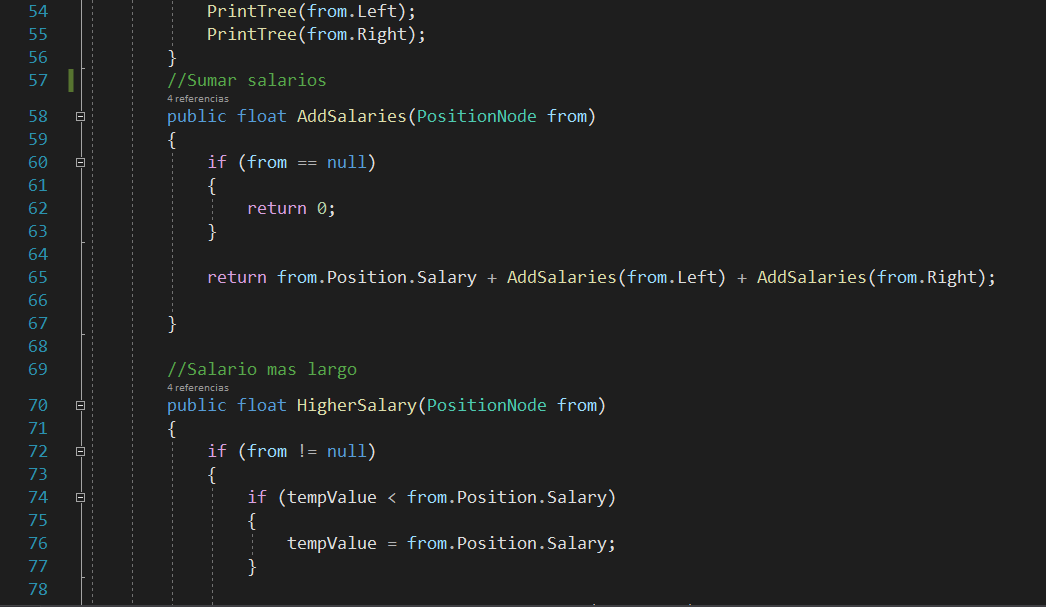 54 PrintTree(from.Left);
55 PrintTree(from.Right);
56 }
57 //Sumar salarios
4 referencias
58 public float AddSalaries(PositionNode from)
59 {
60 if (from == null)
61 {
62 return 0;
63 }
64
65 return from.Position.Salary + AddSalaries(from.Left) + AddSalaries(from.Right);
66
67 }
68
69 //Salario mas largo
4 referencias
70 public float HigherSalary(PositionNode from)
71 {
72 if (from != null)
73 {
74 if (tempValue < from.Position.Salary)
75 {
76 tempValue = from.Position.Salary;
77 }
78